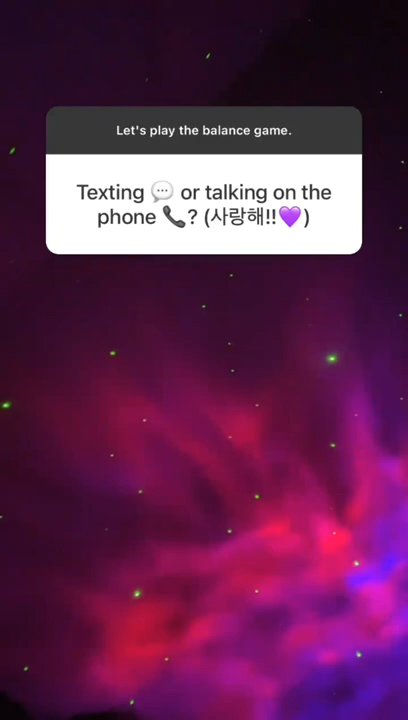 Let's play the balance game.
Texting 💬 or talking on the
phone 📞? (사랑해!!💜)